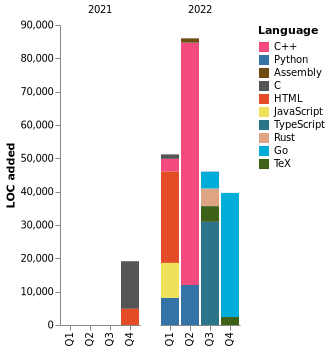 2021
2022
LOC added
90,000
80,000
70,000
60,000
50,000
40,000
30,000
20,000
10,000
0
Q1
Q2
Q3
Q4
Q1
Q2
Q3
Q4
Language
C++
Python
Assembly
C
HTML
JavaScript
TypeScript
Rust
Go
TeX